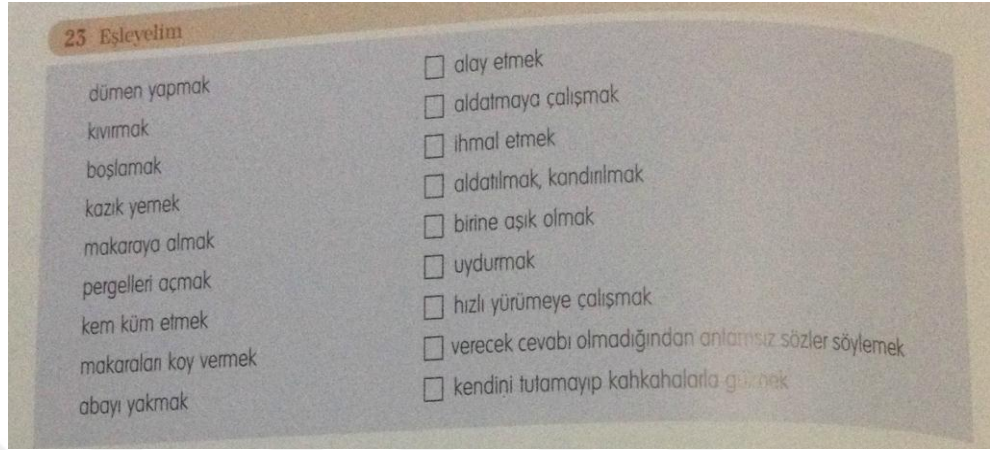 23 Eşleyelim
dümen yapmak
kıvırmak
boşlamak
kazık yemek
makaraya almak
pergelleri açmak
kem küm etmek
makaraları koy vermek
abayı yakmak
alay etmek
aldatmaya çalışmak
ihmal etmek
aldatılmak, kandırılmak
birine aşık olmak
uydurmak
hızlı yürümeye çalışmak
verecek cevabı olmadığından anlamsız sözler söylemek
kendini tutamayıp kahkahalarla gülmek